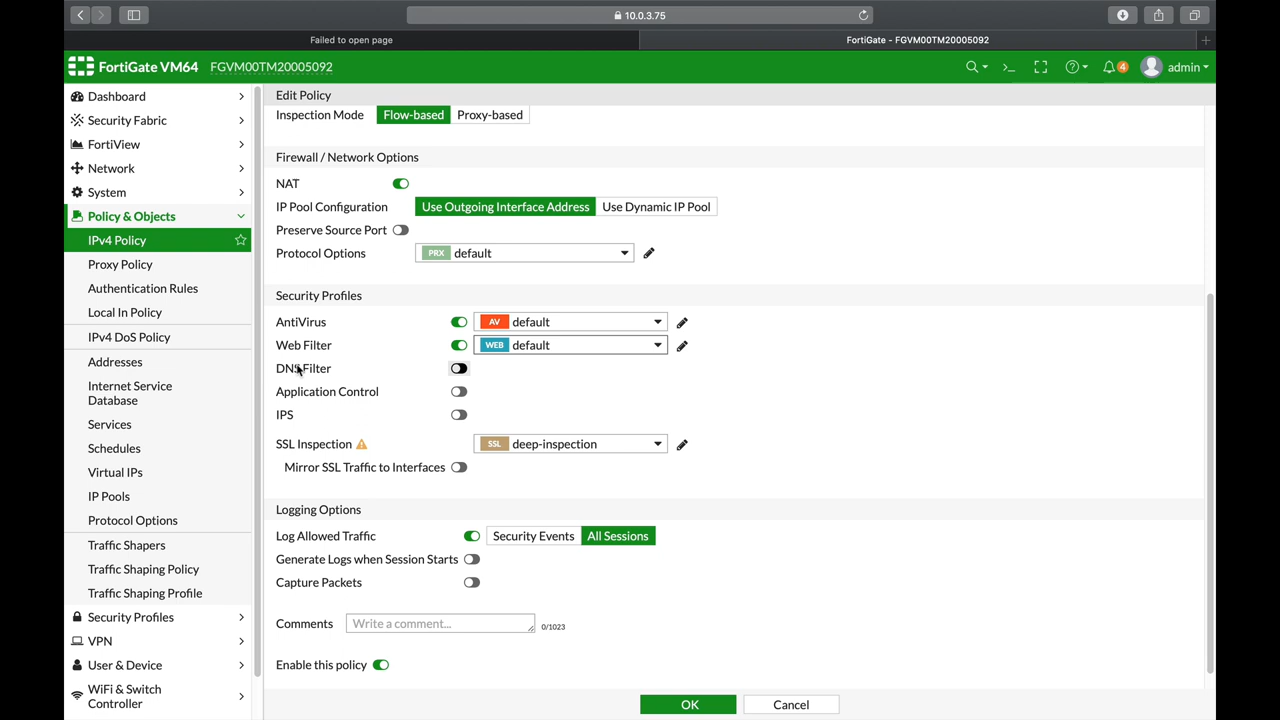 10.0.3.75
Failed to open page
FortiGate - FGVM00TM20005092
FortiGate VM64 FGVM00TM20005092
4
admin
Dashboard
Security Fabric
FortiView
Network
System
Policy & Objects
IPv4 Policy
Proxy Policy
Authentication Rules
Local In Policy
IPv4 DoS Policy
Addresses
Internet Service
Database
Services
Schedules
Virtual IPs
IP Pools
Protocol Options
Traffic Shapers
Traffic Shaping Policy
Traffic Shaping Profile
Security Profiles
VPN
User & Device
WiFi & Switch
Controller
Edit Policy
Inspection Mode Flow-based Proxy-based
Firewall / Network Options
NAT
IP Pool Configuration Use Outgoing Interface Address Use Dynamic IP Pool
Preserve Source Port
Protocol Options PRX default
Security Profiles
AntiVirus AV default
Web Filter WEB default
DNS Filter
Application Control
IPS
SSL Inspection SSL deep-inspection
Mirror SSL Traffic to Interfaces
Logging Options
Log Allowed Traffic Security Events All Sessions
Generate Logs when Session Starts
Capture Packets
Comments Write a comment... 0/1023
Enable this policy
OK Cancel